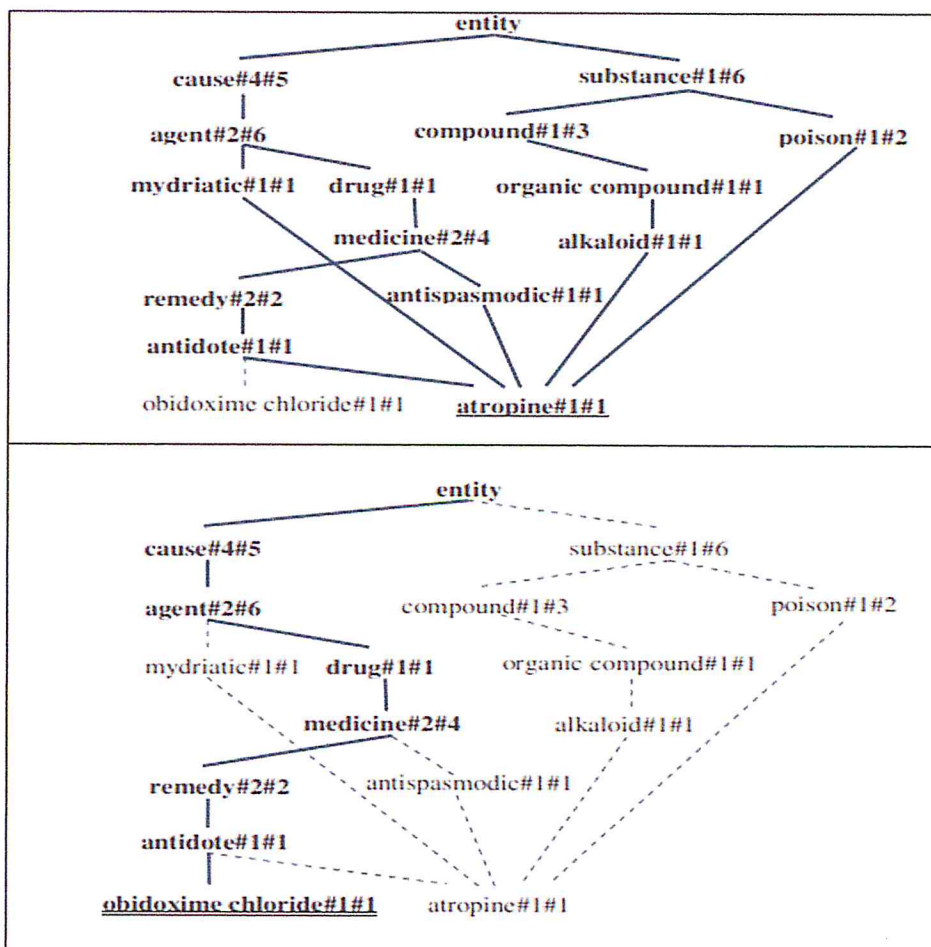 entity
cause#4#5 substance#1#6
agent#2#6 compound#1#3 poison#1#2
mydriatic#1#1 drug#1#1 organic compound#1#1
medicine#2#4 alkaloid#1#1
remedy#2#2 antispasmodic#1#1
antidote#1#1
obidoxime chloride#1#1 atropine#1#1
entity
cause#4#5 substance#1#6
agent#2#6 compound#1#3 poison#1#2
mydriatic#1#1 drug#1#1 organic compound#1#1
medicine#2#4 alkaloid#1#1
remedy#2#2 antispasmodic#1#1
antidote#1#1
obidoxime chloride#1#1 atropine#1#1